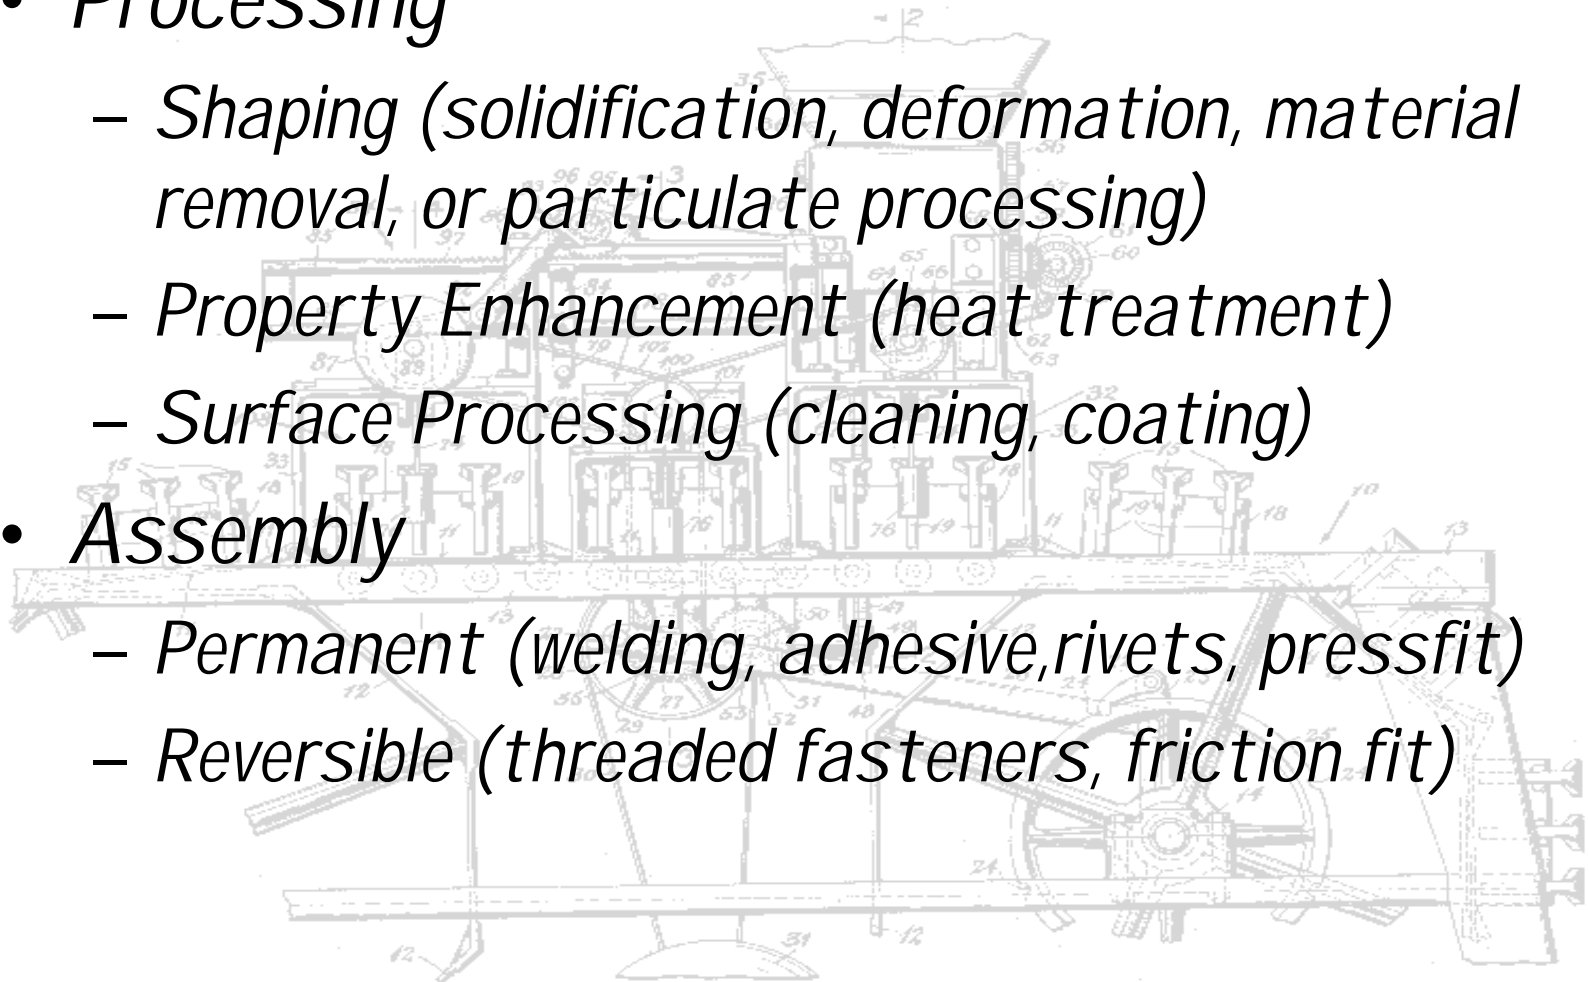 • Processing
– Shaping (solidification, deformation, material
removal, or particulate processing)
– Property Enhancement (heat treatment)
– Surface Processing (cleaning, coating)
• Assembly
– Permanent (welding, adhesive,rivets, pressfit)
– Reversible (threaded fasteners, friction fit)